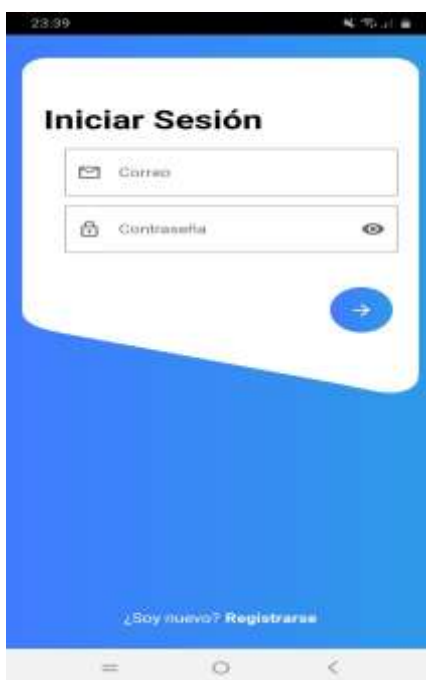 23:39
Iniciar Sesión
Correo
Contraseña
¿Soy nuevo? Registrarse